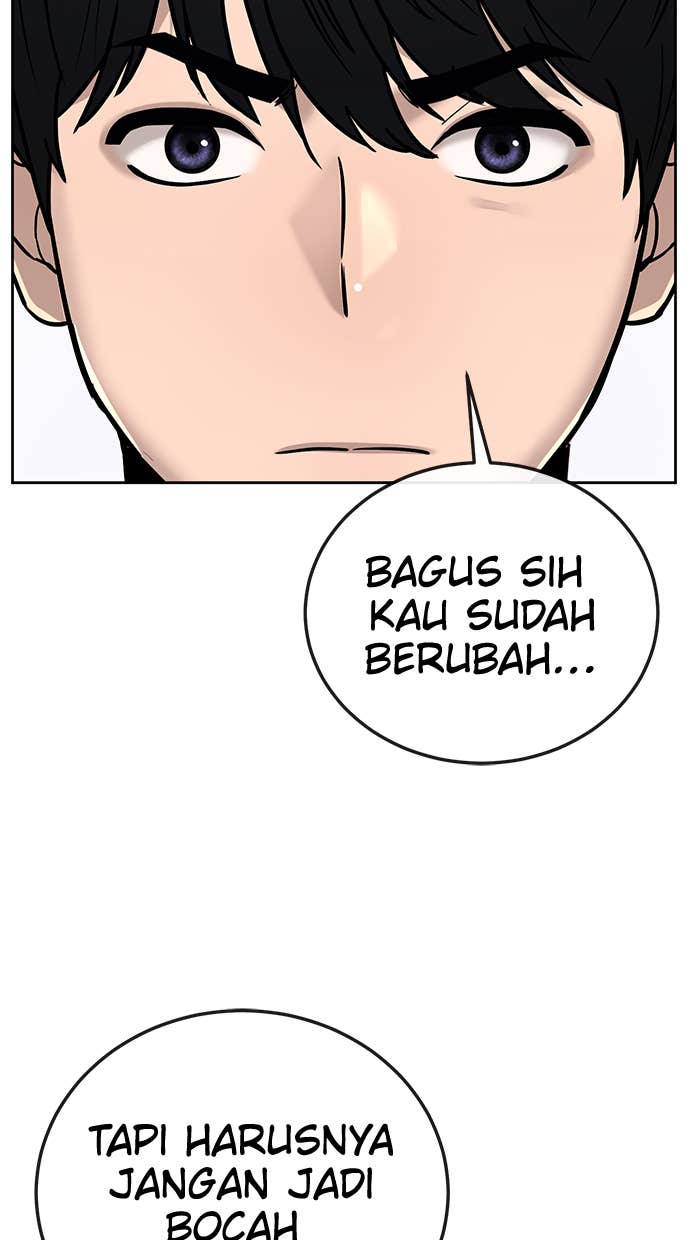 BAGUS SIH
KAU SUDAH
BERUBAH...
TAPI HARUSNYA
JANGAN JADI
BOCAH